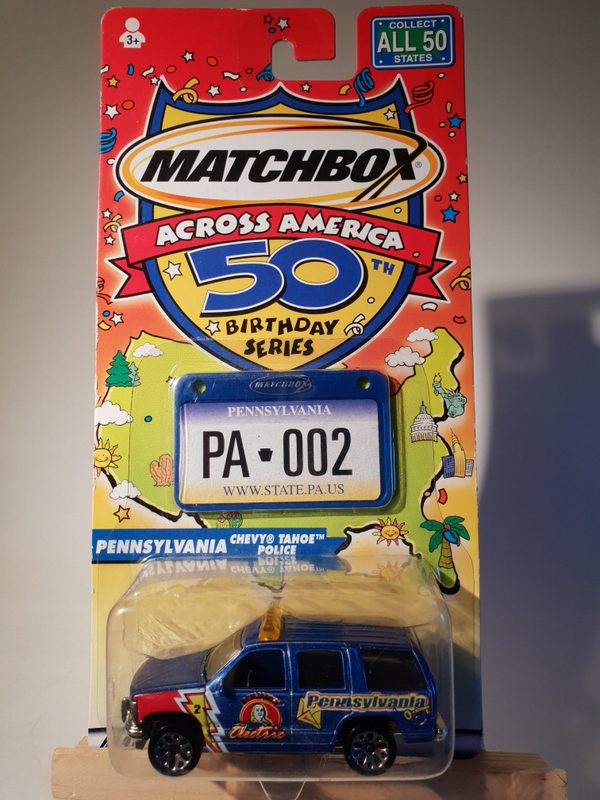 3+
COLLECT
ALL 50
STATES
MATCHBOX®
ACROSS AMERICA
50TH
BIRTHDAY
SERIES
MATCHBOX
PENNSYLVANIA
PA 002
WWW.STATE.PA.US
PENNSYLVANIA CHEVY® TAHOE™
POLICE
2
Electric
Pennsylvania